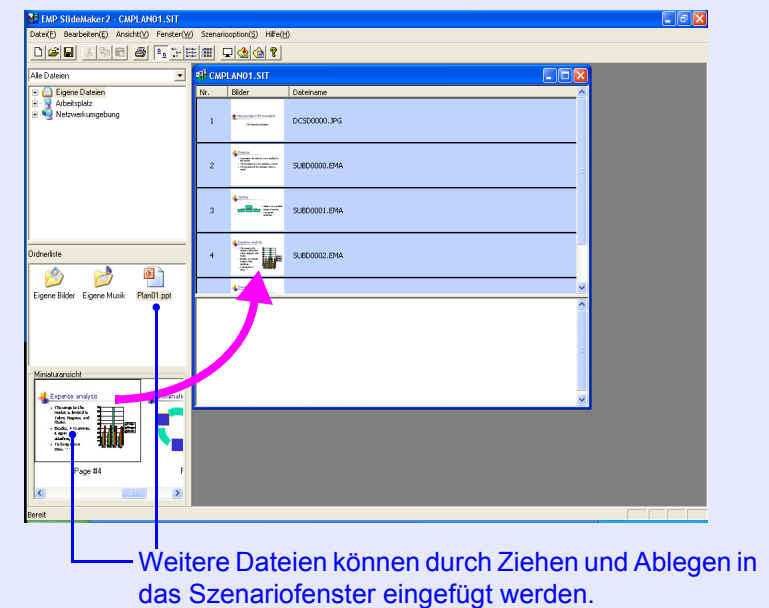 EMP SlideMaker2 - CMPLAN01.SIT
Datei(F) Bearbeiten(E) Ansicht(V) Fenster(W) Szenariooption(S) Hilfe(H)
Alle Dateien
Eigene Dateien
Arbeitsplatz
Netzwerkumgebung
Ordnerliste
Eigene Bilder Eigene Musik Plan01.ppt
Miniaturansicht
Expense analysis
Page #4
CMPLAN01.SIT
Nr. Bilder Dateiname
1 DCSD0000.JPG
2 SUBD0000.EMA
3 SUBD0001.EMA
4 Expense analysis SUBD0002.EMA
Bereit
Weitere Dateien können durch Ziehen und Ablegen in
das Szenariofenster eingefügt werden.